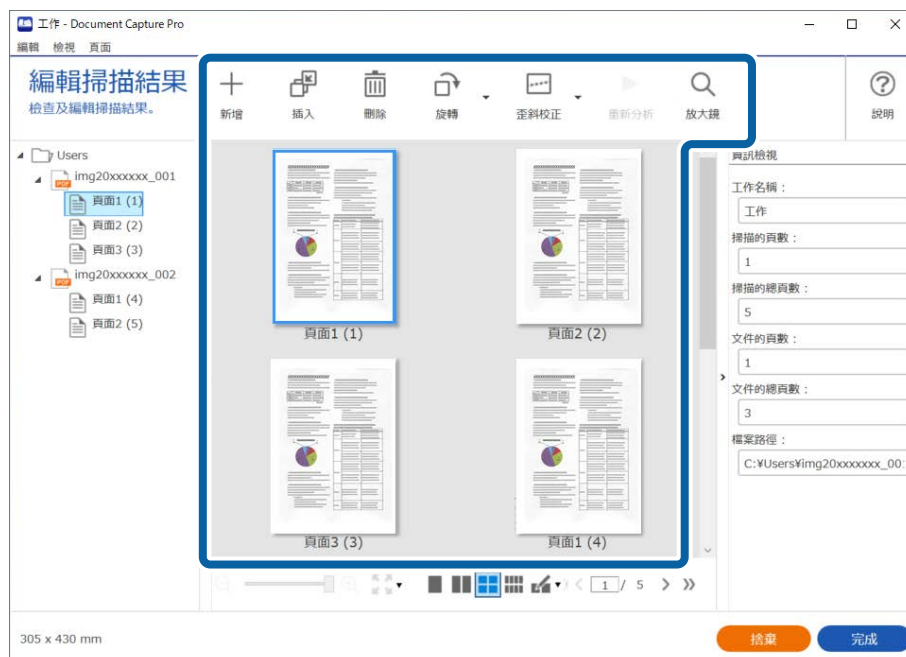 工作 - Document Capture Pro
編輯 檢視 頁面
編輯掃描結果
檢查及編輯掃描結果。
新增 插入 刪除 旋轉 歪斜校正 重新分析 放大鏡
說明
Users
img20xxxxxx_001
頁面1 (1)
頁面2 (2)
頁面3 (3)
img20xxxxxx_002
頁面1 (4)
頁面2 (5)
頁面1 (1)
頁面2 (2)
頁面3 (3)
頁面1 (4)
資訊檢視
工作名稱：
工作
掃描的頁數：
1
掃描的總頁數：
5
文件的頁數：
1
文件的總頁數：
3
檔案路徑：
C:¥Users¥img20xxxxxxx_00
1 / 5
305 x 430 mm
捨棄
完成